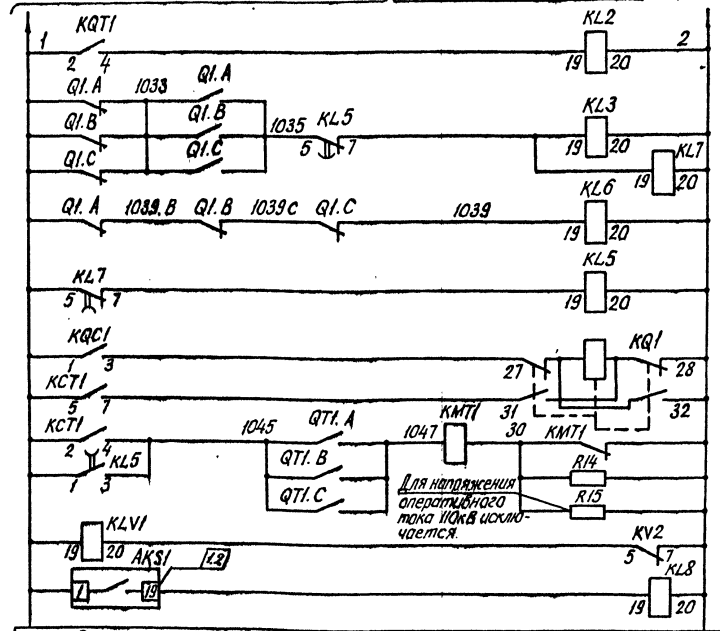 KQT1 KL2
1 2
2 4 19 20
Q1.A 1033 Q1.A
Q1.B Q1.B 1035 KL5 KL3
5 7 19 20 KL7
Q1.C Q1.C
19 20
Q1.A 1039.B Q1.B 1039C Q1.C 1039 KL6
19 20
KL7 KL5
5 7 19 20
KQC1 KQ1
1 3 27 28
KCT1
5 7 31 32
KCT1 1045 QT1.A 1047 KMT1 30 KMT1
2 4
KL5 QT1.B R14
1 3
QT1.C R15
Для напряжения
оперативного
тока 110кВ исклю-
чается.
KLV1 KV2
19 20 5 7
AKS1 1.2 KL8
1 19 19 20